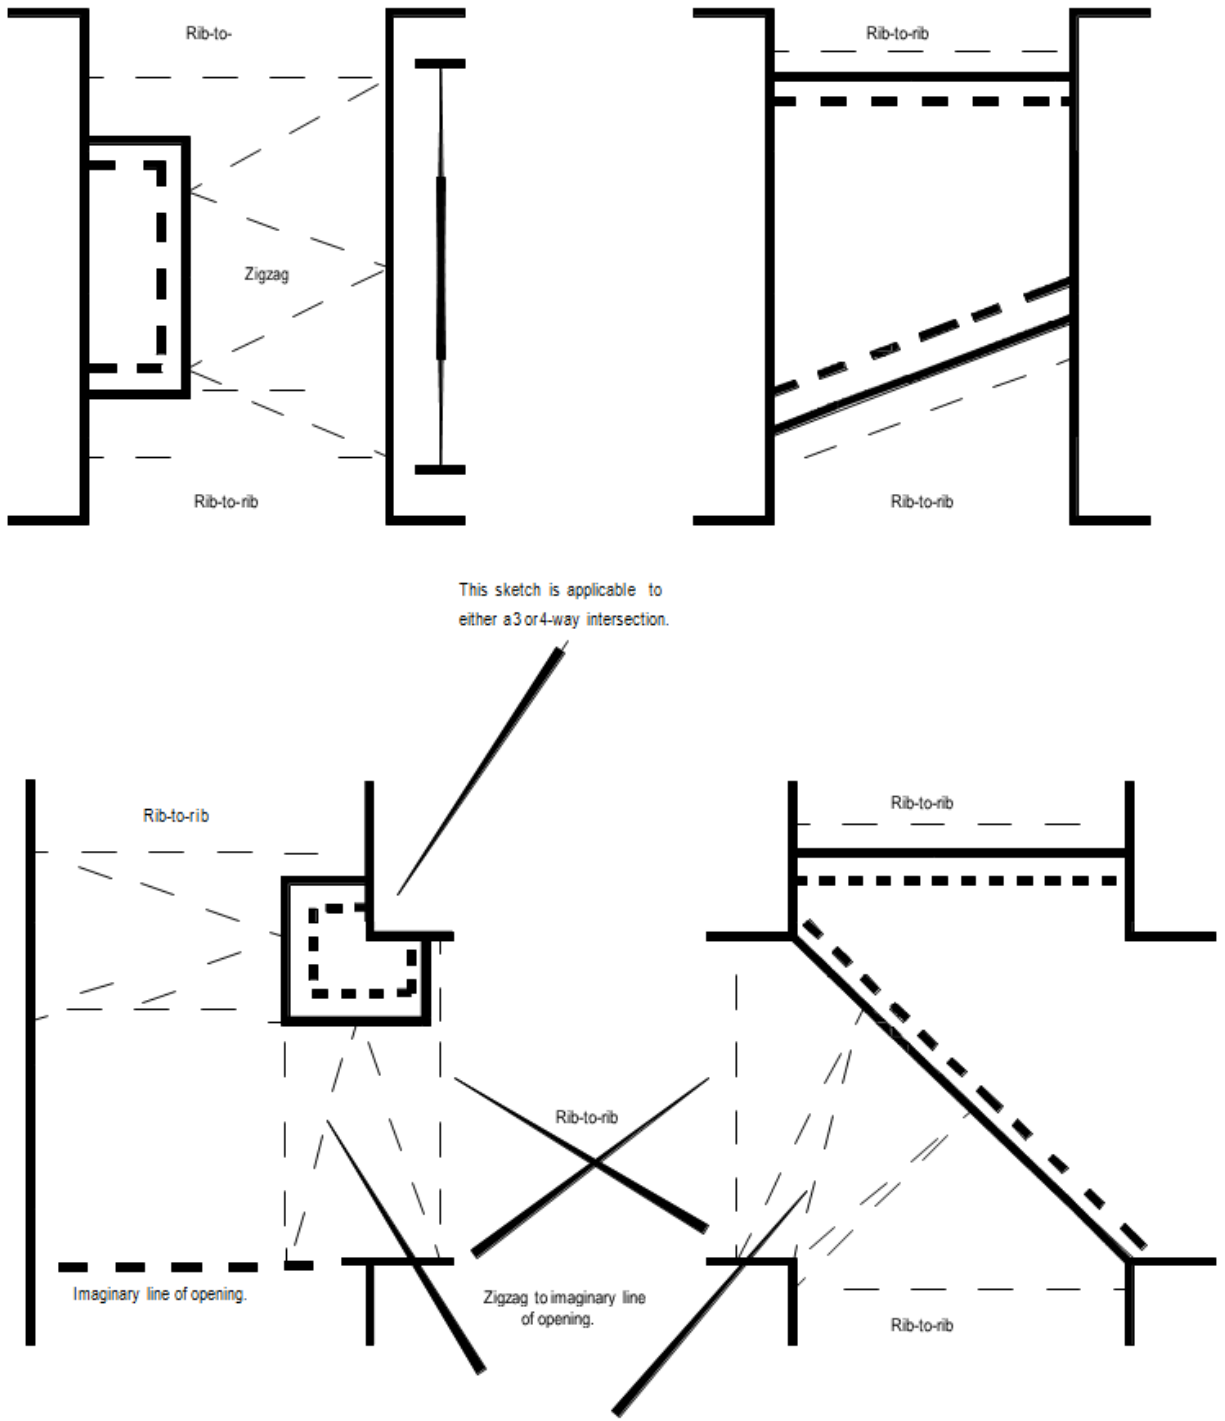 Rib-to-
Rib-to-rib
Zigzag
Rib-to-rib
Rib-to-rib
This sketch is applicable to
either a 3 or 4-way intersection.
Rib-to-rib
Rib-to-rib
Rib-to-rib
Imaginary line of opening.
Zigzag to imaginary line
of opening.
Rib-to-rib